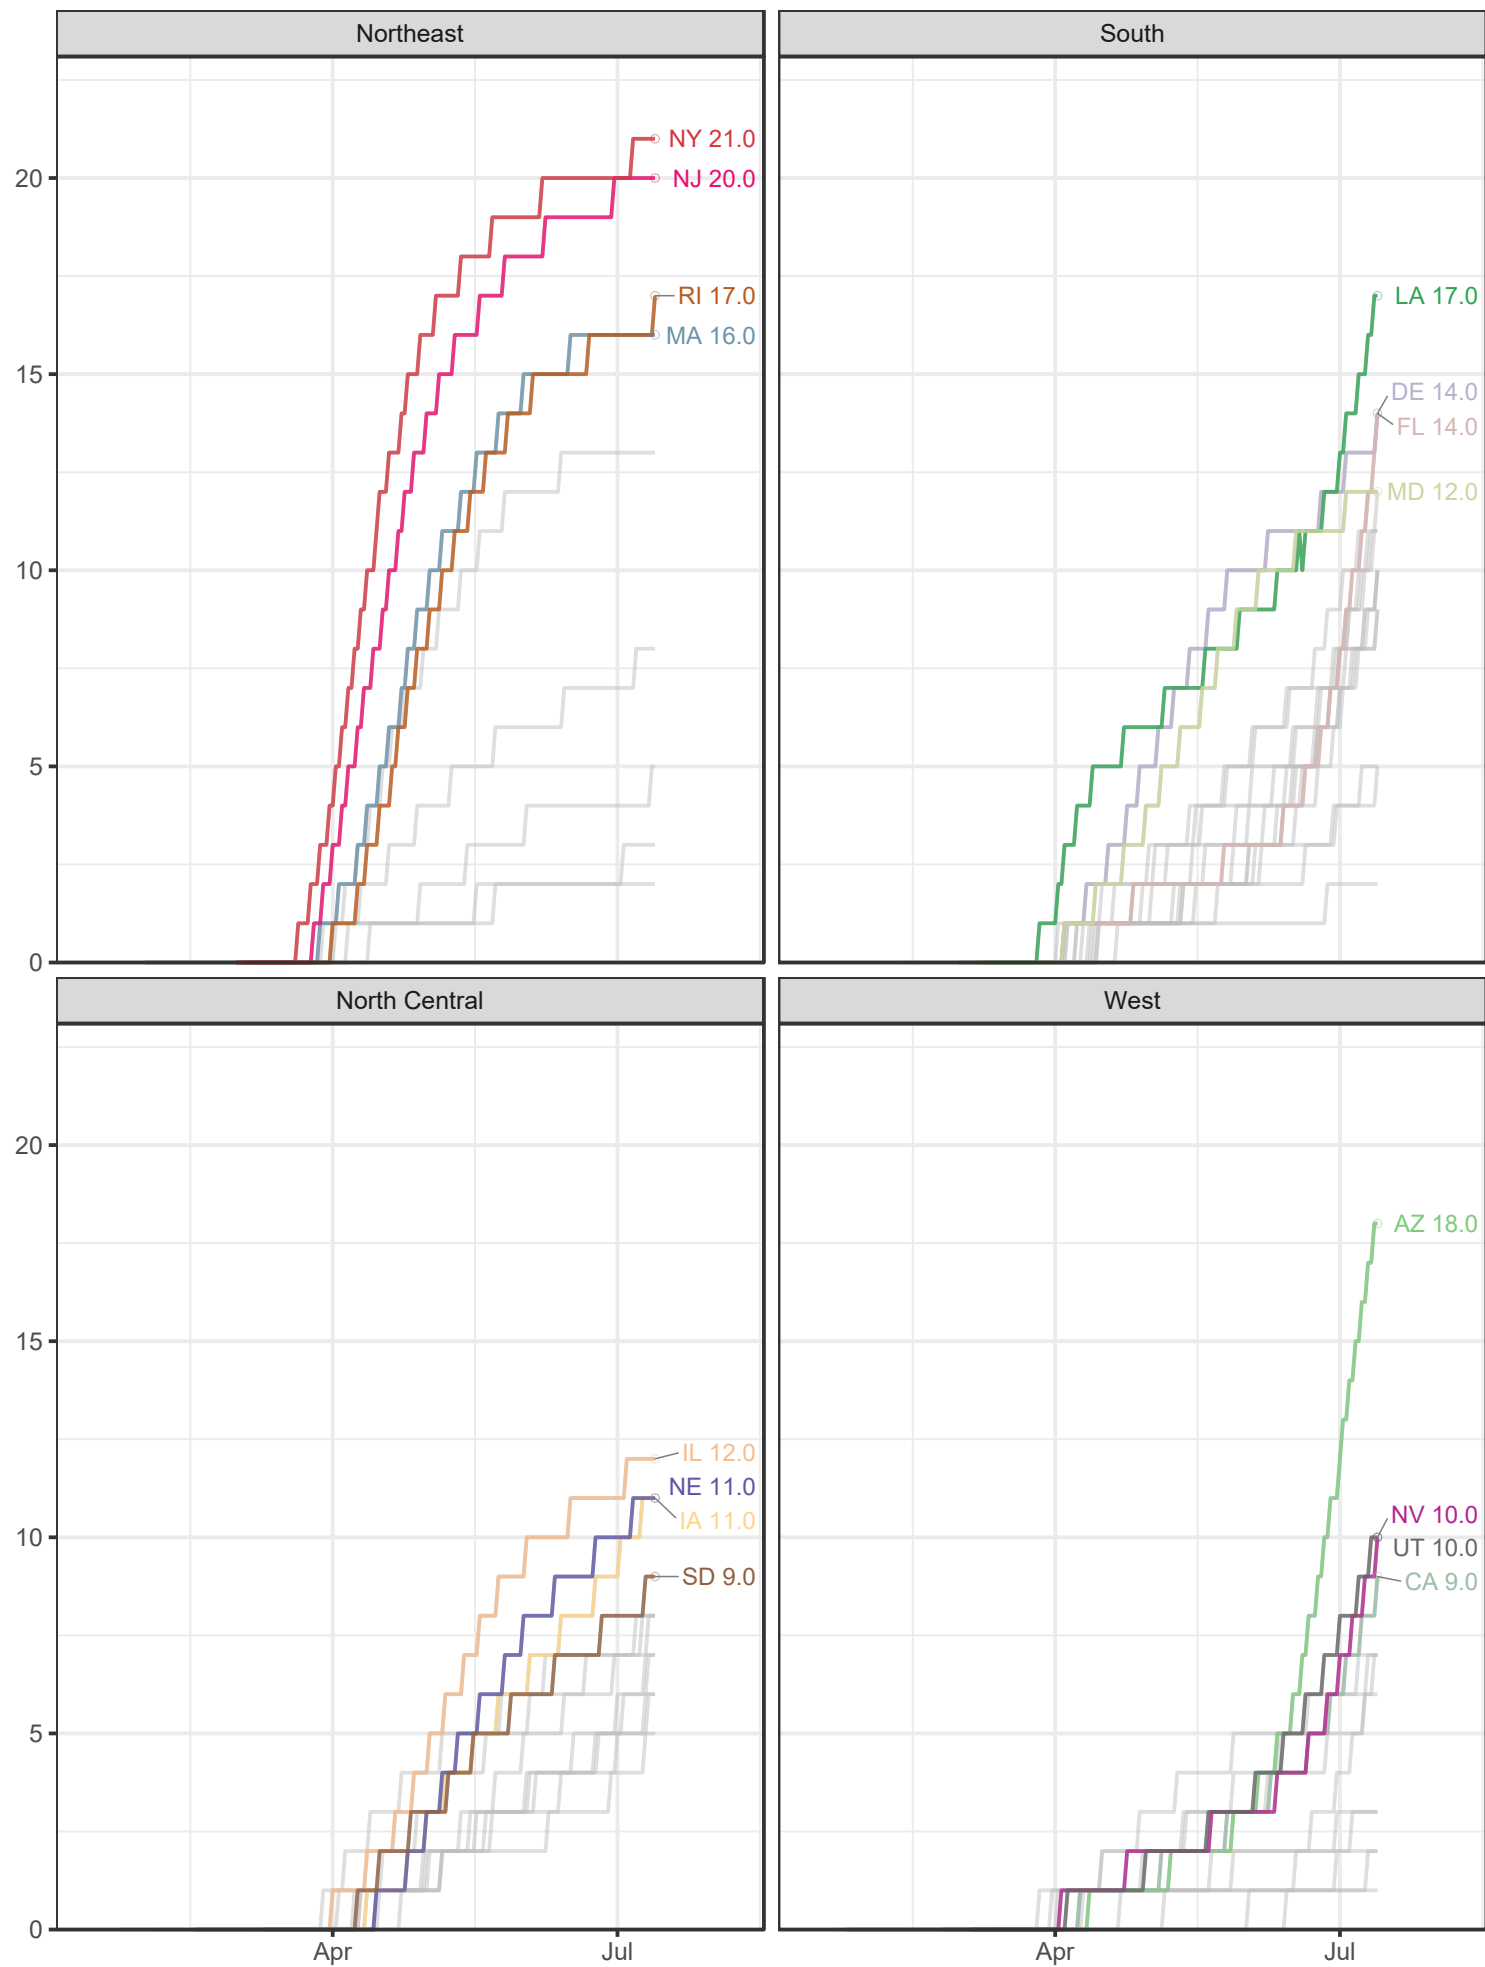 Northeast
South
20
15
10
5
0
NY 21.0
NJ 20.0
RI 17.0
MA 16.0
LA 17.0
DE 14.0
FL 14.0
MD 12.0
North Central
West
20
15
10
5
0
IL 12.0
NE 11.0
IA 11.0
SD 9.0
AZ 18.0
NV 10.0
UT 10.0
CA 9.0
Apr
Jul
Apr
Jul